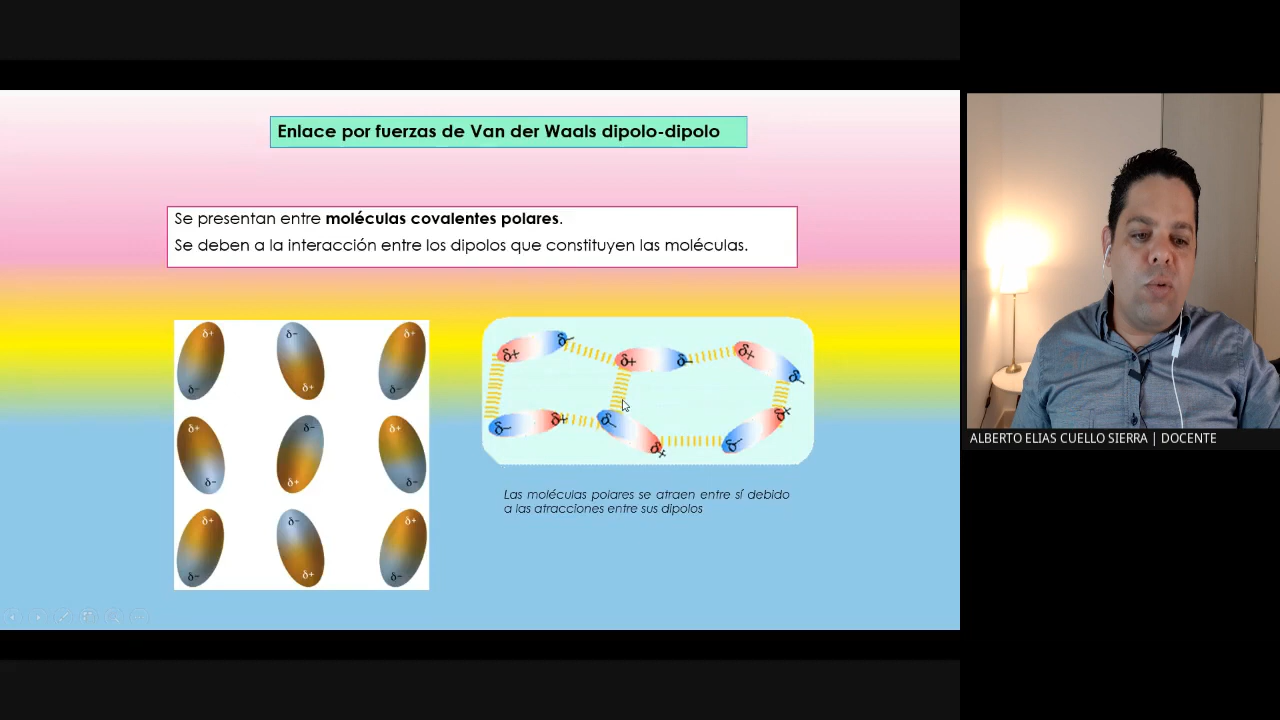 Enlace por fuerzas de Van der Waals dipolo-dipolo
Se presentan entre moléculas covalentes polares.
Se deben a la interacción entre los dipolos que constituyen las moléculas.
δ+ δ− δ+
δ− δ+ δ−
δ+ δ− δ+
δ− δ+ δ−
δ+ δ− δ+
δ− δ+ δ−
δ+ δ− δ+ δ− δ+ δ−
δ− δ+ δ− δ+ δ− δ+
Las moléculas polares se atraen entre sí debido
a las atracciones entre sus dipolos
ALBERTO ELIAS CUELLO SIERRA | DOCENTE